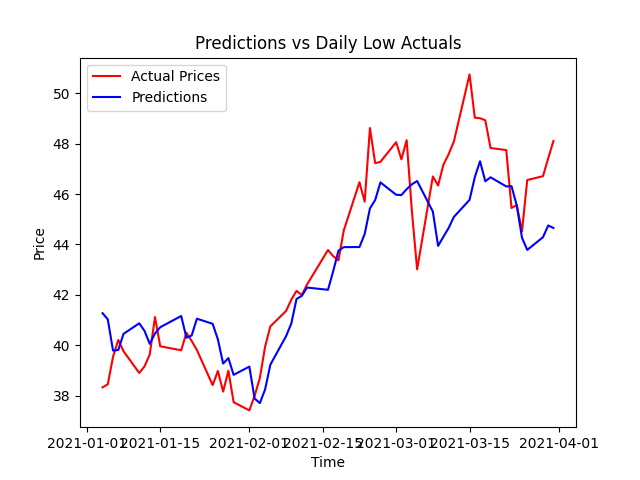 Predictions vs Daily Low Actuals
Actual Prices
Predictions
50
48
46
44
42
40
38
Price
2021-01-01
2021-01-15
2021-02-01
2021-02-15
2021-03-01
2021-03-15
2021-04-01
Time